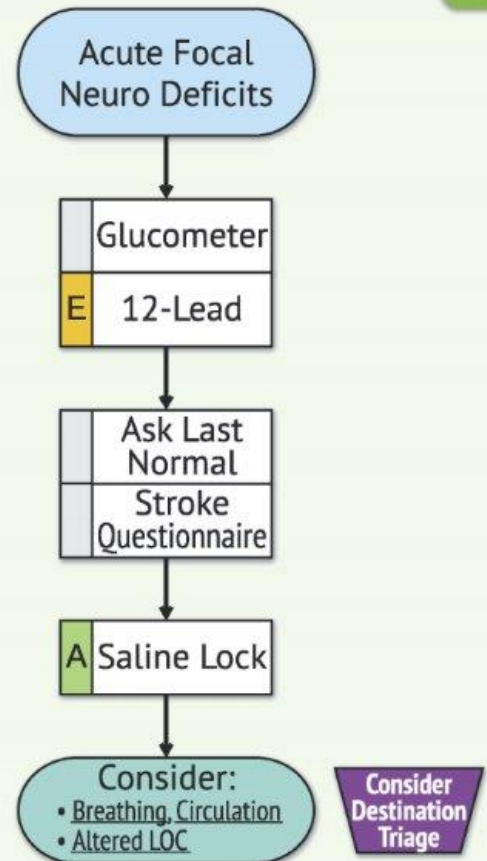 Acute Focal
Neuro Deficits
Glucometer
E 12-Lead
Ask Last
Normal
Stroke
Questionnaire
A Saline Lock
Consider:
• Breathing, Circulation
• Altered LOC
Consider
Destination
Triage